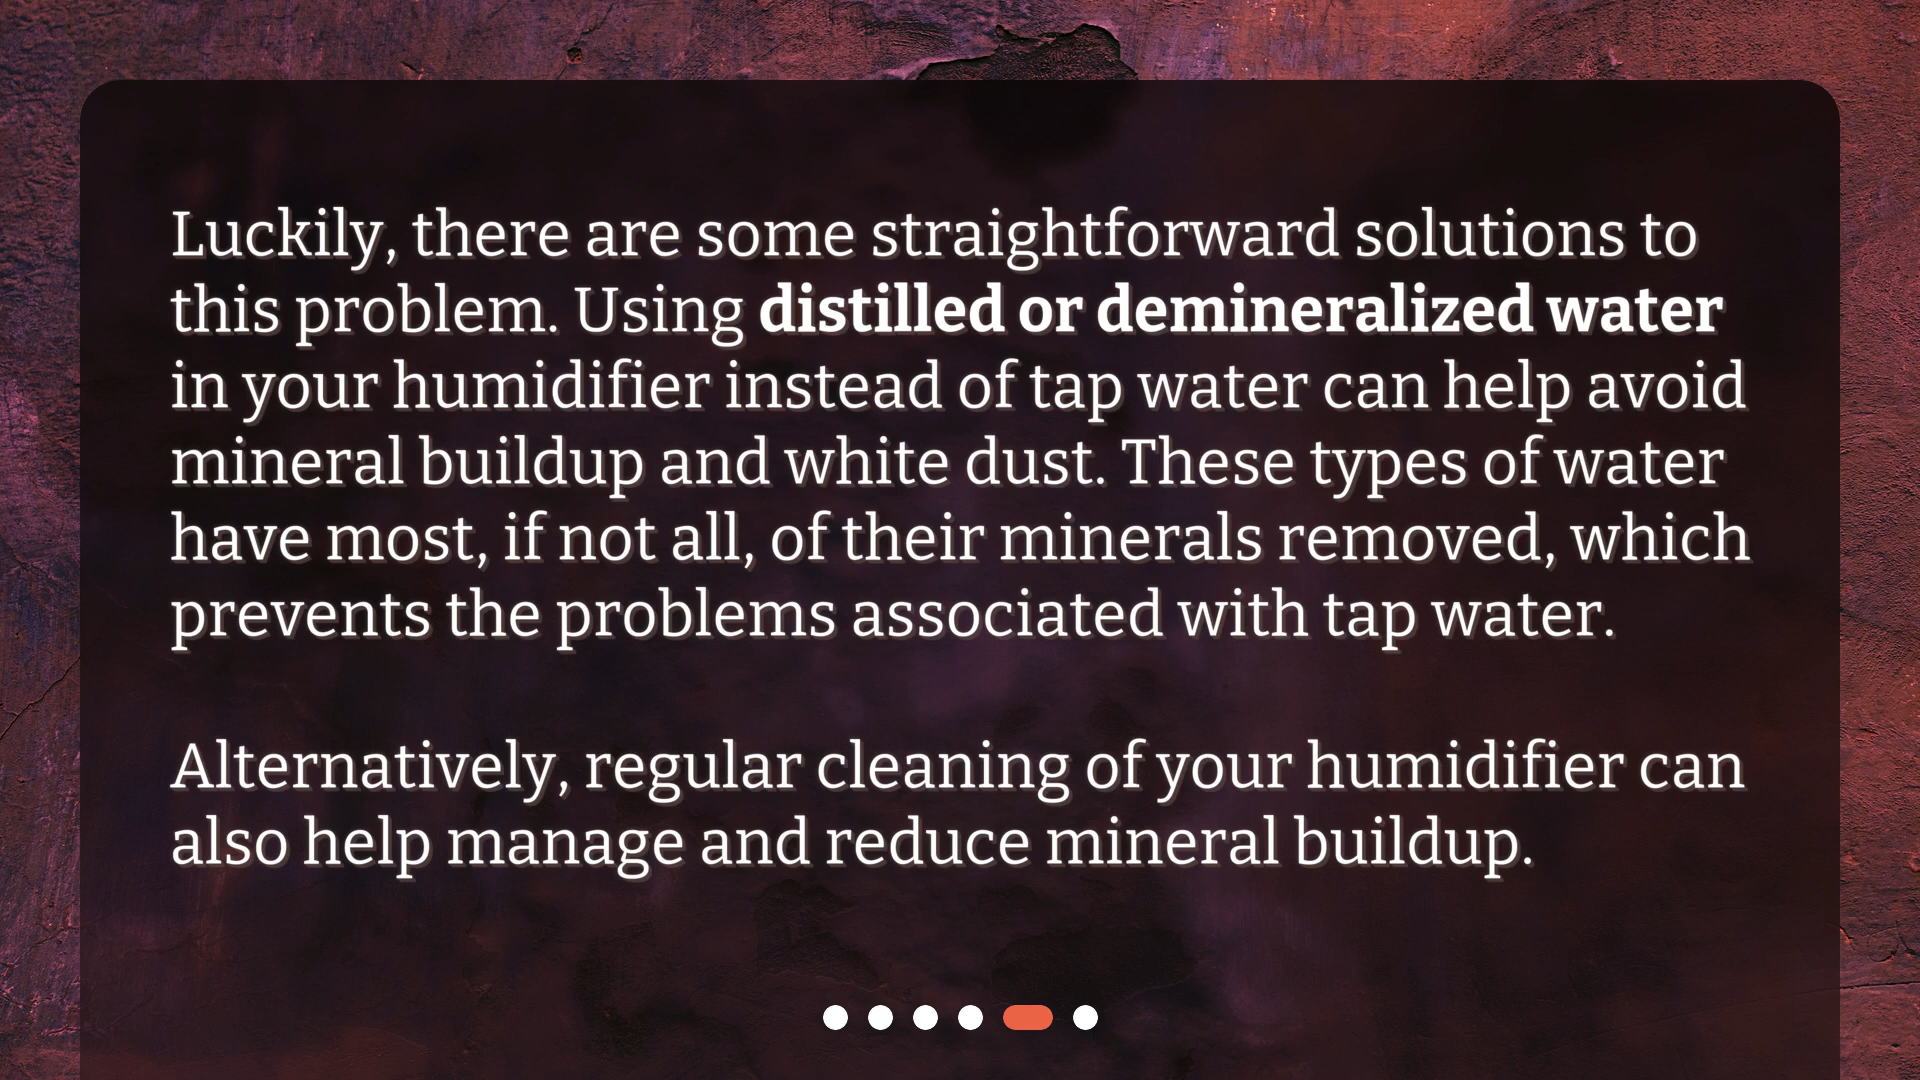 Luckily, there are some straightforward solutions to
this problem. Using distilled or demineralized water
in your humidifier instead of tap water can help avoid
mineral buildup and white dust. These types of water
have most, if not all, of their minerals removed, which
prevents the problems associated with tap water.
Alternatively, regular cleaning of your humidifier can
also help manage and reduce mineral buildup.